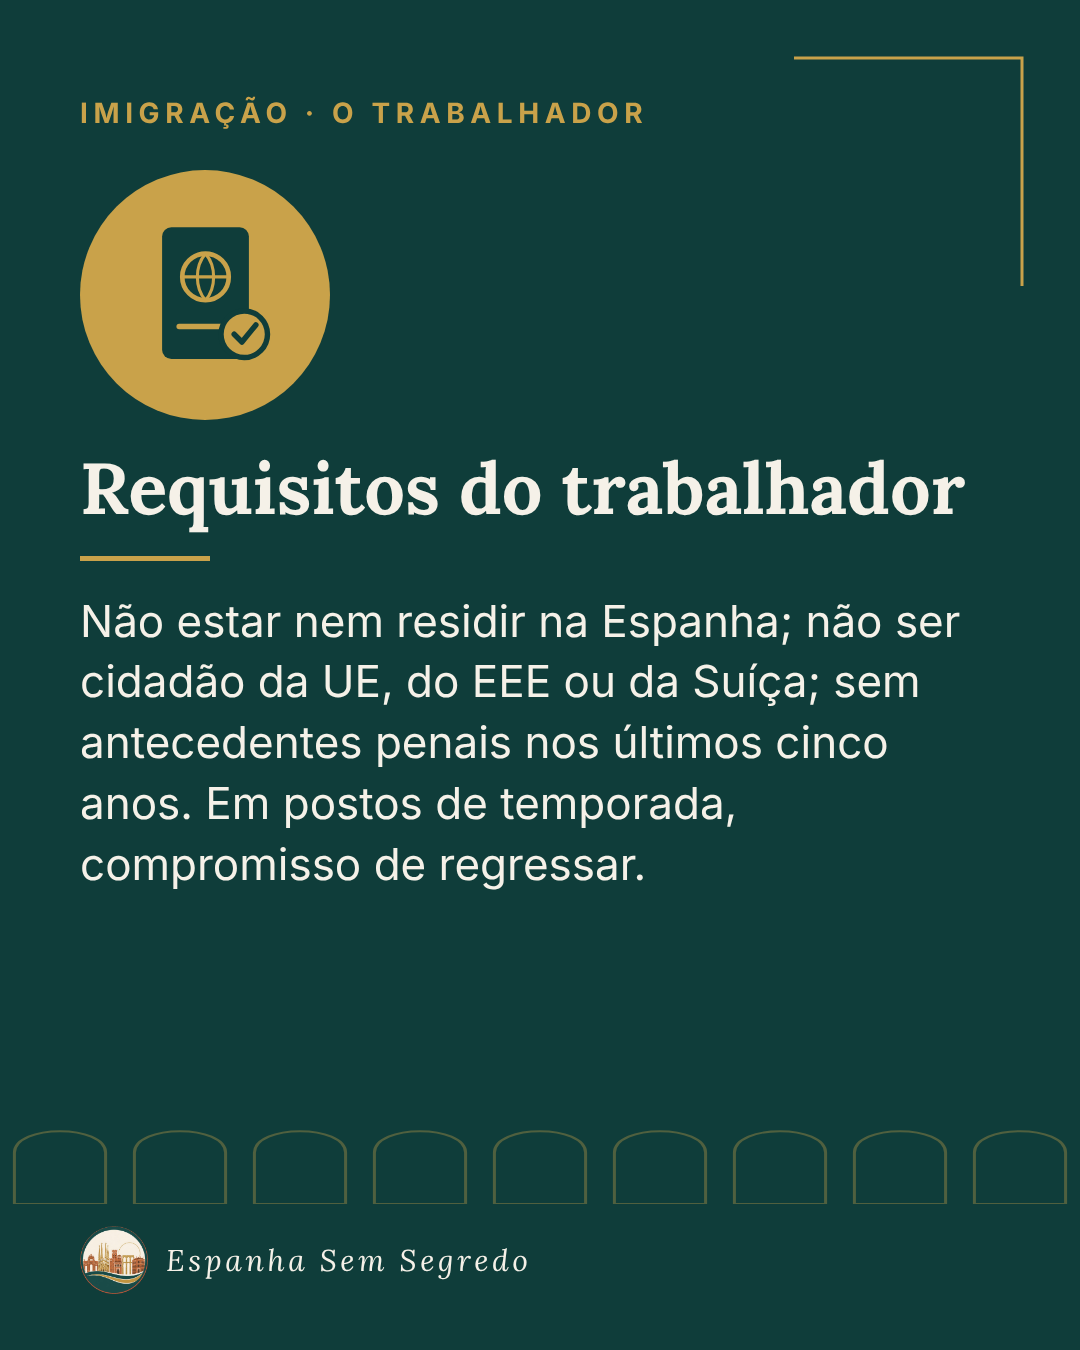 IMIGRAÇÃO · O TRABALHADOR
Requisitos do trabalhador
Não estar nem residir na Espanha; não ser
cidadão da UE, do EEE ou da Suíça; sem
antecedentes penais nos últimos cinco
anos. Em postos de temporada,
compromisso de regressar.
Espanha Sem Segredo